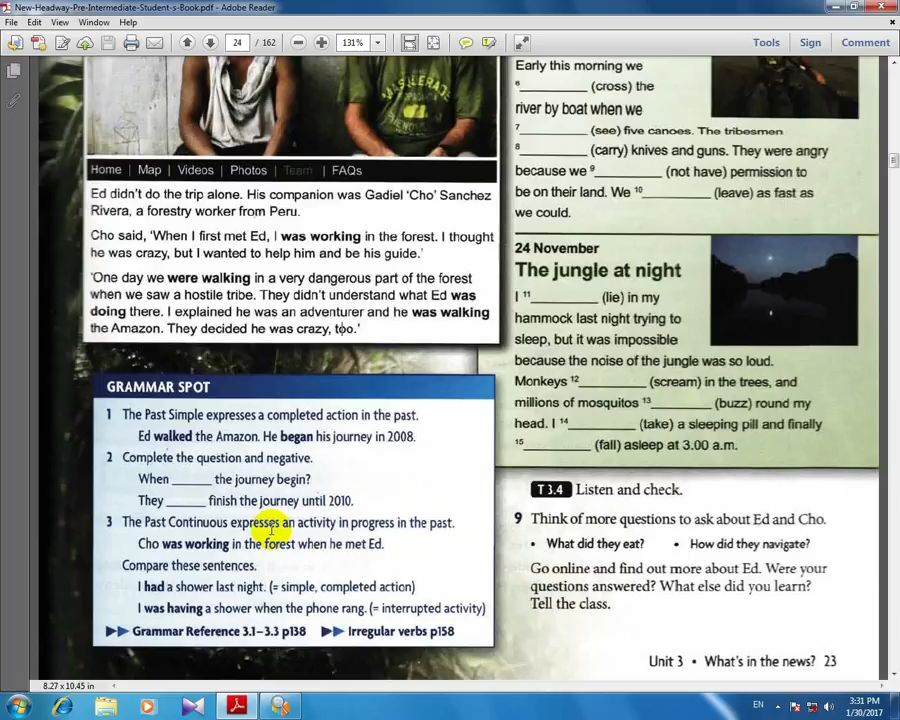 New-Headway-Pre-Intermediate-Student-s-Book.pdf - Adobe Reader
File Edit View Window Help
24 / 162 131% Tools Sign Comment
Home | Map | Videos | Photos | Team | FAQs
Ed didn't do the trip alone. His companion was Gadiel 'Cho' Sanchez
Rivera, a forestry worker from Peru.
Cho said, 'When I first met Ed, I was working in the forest. I thought
he was crazy, but I wanted to help him and be his guide.'
'One day we were walking in a very dangerous part of the forest
when we saw a hostile tribe. They didn't understand what Ed was
doing there. I explained he was an adventurer and he was walking
the Amazon. They decided he was crazy, too.'
GRAMMAR SPOT
1 The Past Simple expresses a completed action in the past.
Ed walked the Amazon. He began his journey in 2008.
2 Complete the question and negative.
When ______ the journey begin?
They ______ finish the journey until 2010.
3 The Past Continuous expresses an activity in progress in the past.
Cho was working in the forest when he met Ed.
Compare these sentences.
I had a shower last night. (= simple, completed action)
I was having a shower when the phone rang. (= interrupted activity)
▶▶ Grammar Reference 3.1–3.3 p138 ▶▶ Irregular verbs p158
Early this morning we
6 ________ (cross) the
river by boat when we
7 ________ (see) five canoes. The tribesmen
8 ________ (carry) knives and guns. They were angry
because we 9 ________ (not have) permission to
be on their land. We 10 ________ (leave) as fast as
we could.
24 November
The jungle at night
I 11 ________ (lie) in my
hammock last night trying to
sleep, but it was impossible
because the noise of the jungle was so loud.
Monkeys 12 ________ (scream) in the trees, and
millions of mosquitos 13 ________ (buzz) round my
head. I 14 ________ (take) a sleeping pill and finally
15 ________ (fall) asleep at 3.00 a.m.
T 3.4 Listen and check.
9 Think of more questions to ask about Ed and Cho.
• What did they eat? • How did they navigate?
Go online and find out more about Ed. Were your
questions answered? What else did you learn?
Tell the class.
Unit 3 • What's in the news? 23
8.27 x 10.45 in
EN 3:31 PM
1/30/2017